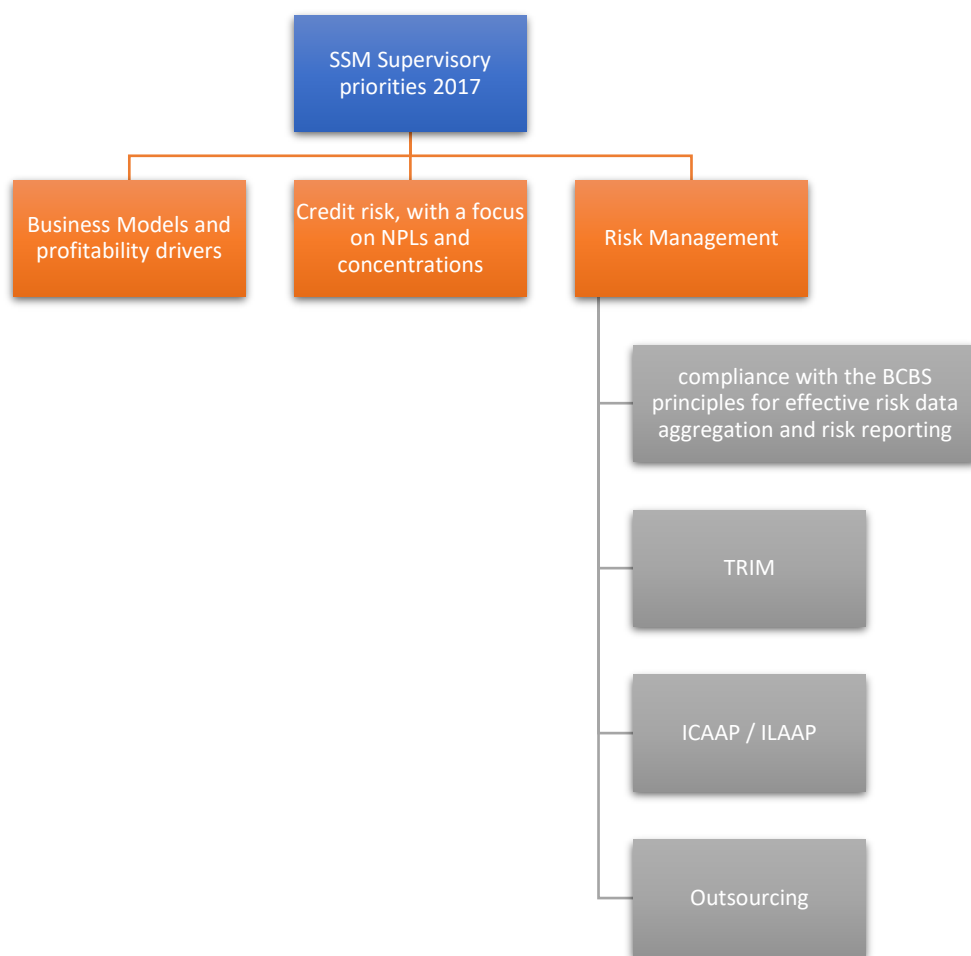 SSM Supervisory
priorities 2017
Business Models and
profitability drivers
Credit risk, with a focus
on NPLs and
concentrations
Risk Management
compliance with the BCBS
principles for effective risk data
aggregation and risk reporting
TRIM
ICAAP / ILAAP
Outsourcing